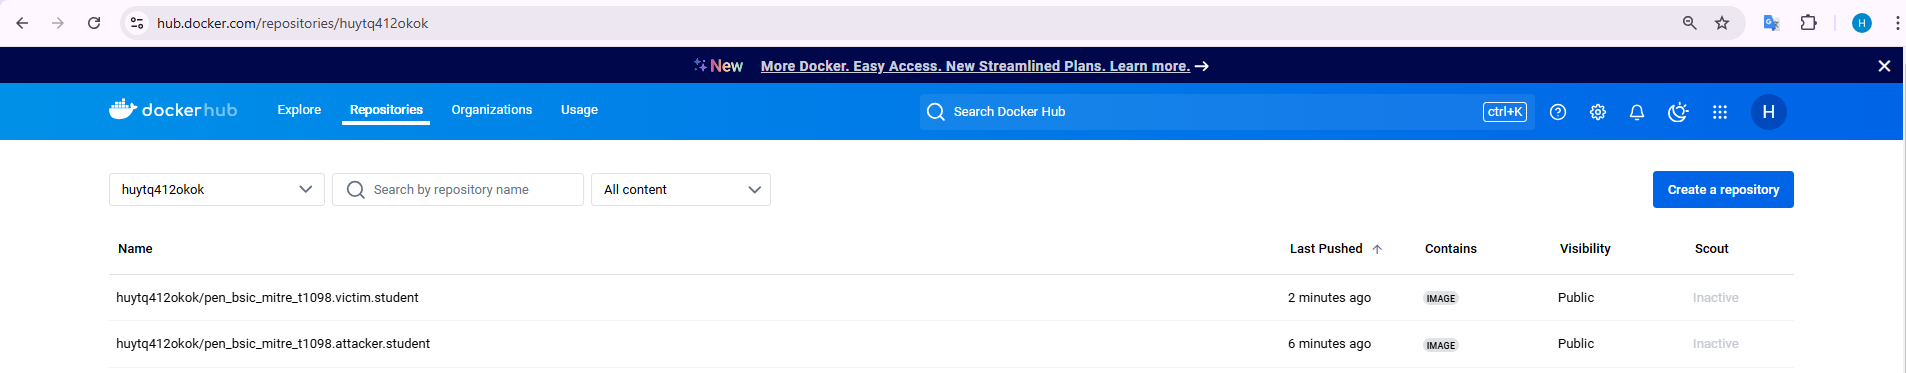 hub.docker.com/repositories/huytq412okok
H
New More Docker. Easy Access. New Streamlined Plans. Learn more.
dockerhub Explore Repositories Organizations Usage Search Docker Hub ctrl+K H
huytq412okok Search by repository name All content Create a repository
Name Last Pushed Contains Visibility Scout
huytq412okok/pen_bsic_mitre_t1098.victim.student 2 minutes ago IMAGE Public Inactive
huytq412okok/pen_bsic_mitre_t1098.attacker.student 6 minutes ago IMAGE Public Inactive